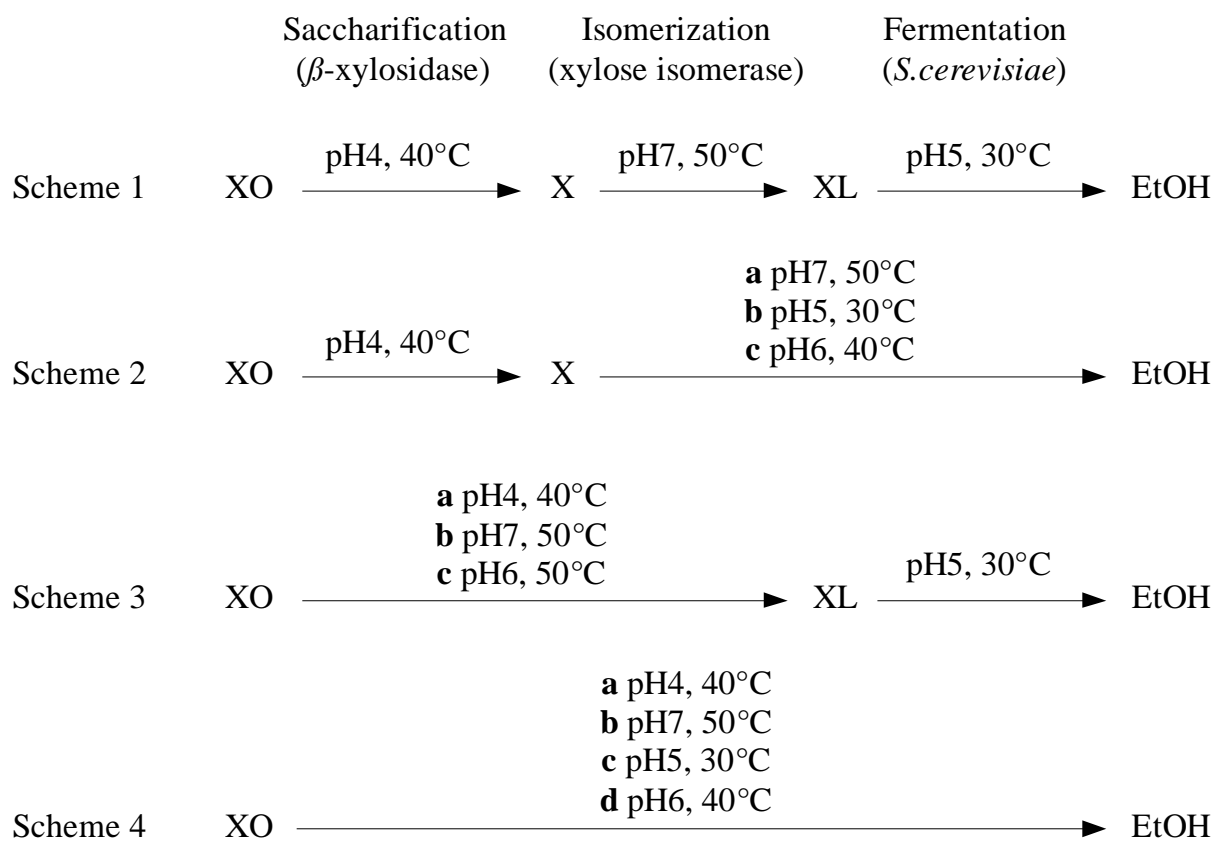 Saccharification Isomerization Fermentation
(β-xylosidase) (xylose isomerase) (S.cerevisiae)
pH4, 40°C pH7, 50°C pH5, 30°C
Scheme 1 XO X XL EtOH
a pH7, 50°C
b pH5, 30°C
pH4, 40°C c pH6, 40°C
Scheme 2 XO X EtOH
a pH4, 40°C
b pH7, 50°C
c pH6, 50°C pH5, 30°C
Scheme 3 XO XL EtOH
a pH4, 40°C
b pH7, 50°C
c pH5, 30°C
d pH6, 40°C
Scheme 4 XO EtOH